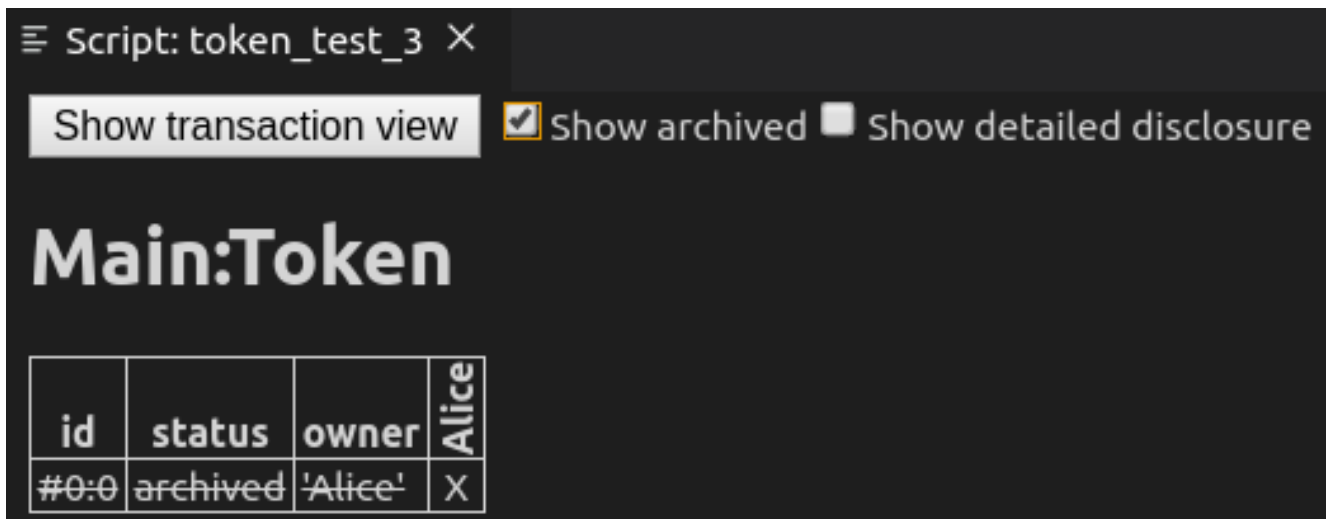 Script: token_test_3
Show transaction view Show archived Show detailed disclosure
Main:Token
id status owner Alice
#0:0 archived 'Alice' X